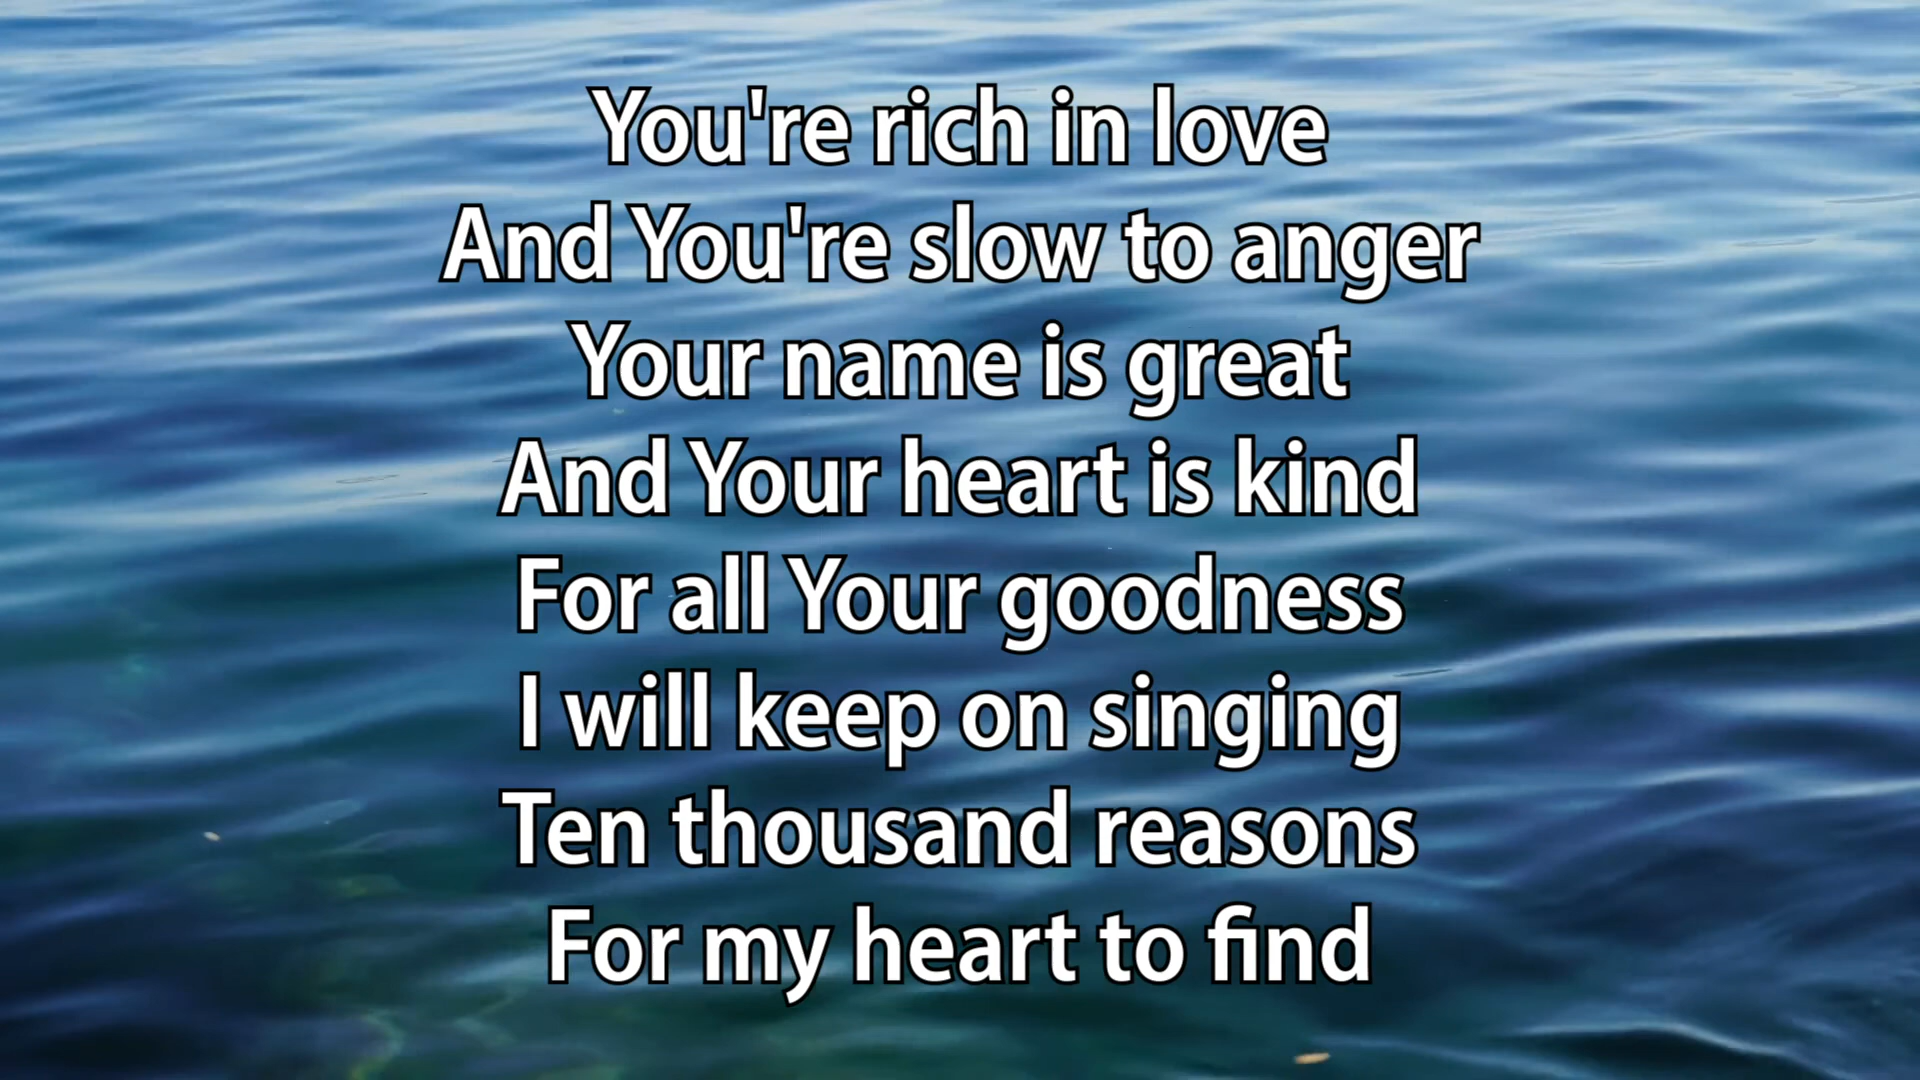 You're rich in love
And You're slow to anger
Your name is great
And Your heart is kind
For all Your goodness
I will keep on singing
Ten thousand reasons
For my heart to find